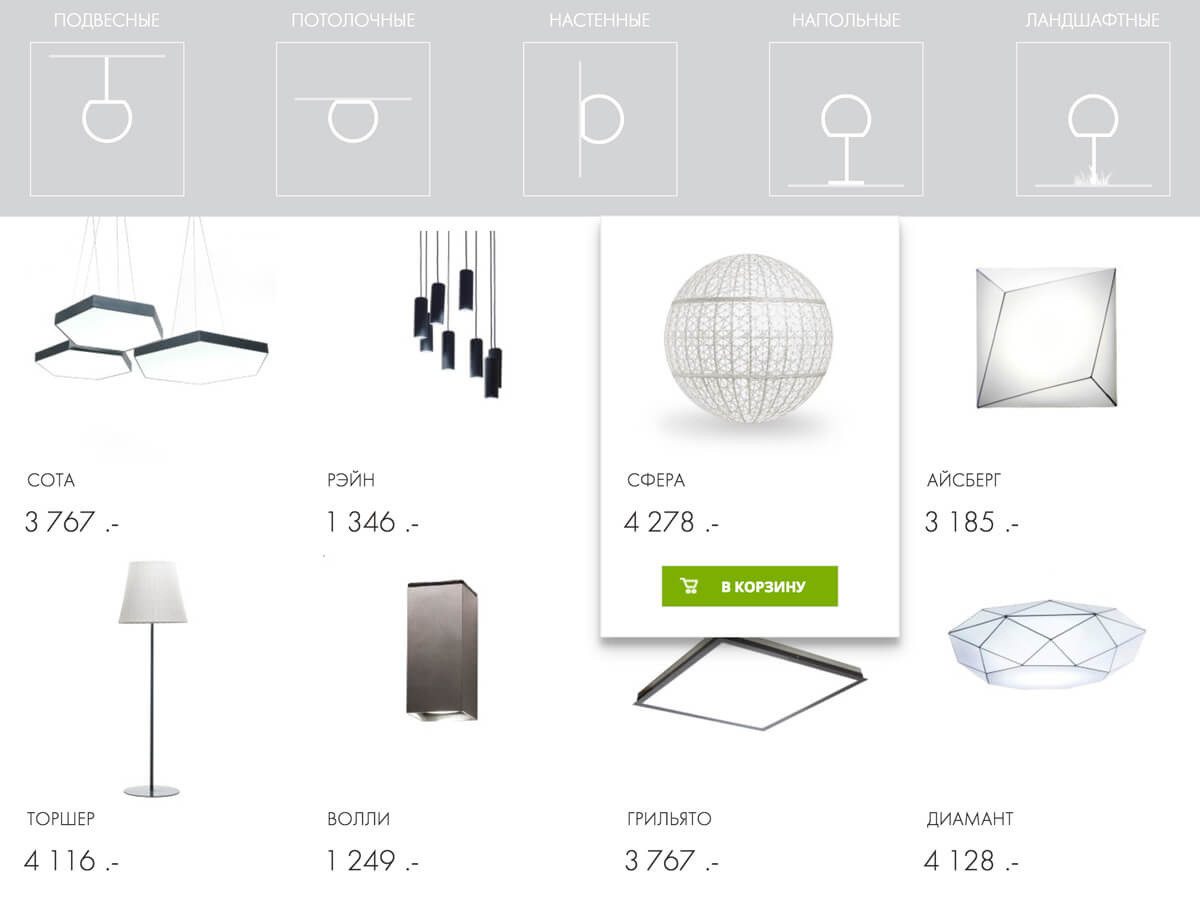 ПОДВЕСНЫЕ
ПОТОЛОЧНЫЕ
НАСТЕННЫЕ
НАПОЛЬНЫЕ
ЛАНДШАФТНЫЕ
СОТА
РЭЙН
СФЕРА
АЙСБЕРГ
3 767 .-
1 346 .-
4 278 .-
3 185 .-
В КОРЗИНУ
ТОРШЕР
ВОЛЛИ
ГРИЛЬЯТО
ДИАМАНТ
4 116 .-
1 249 .-
3 767 .-
4 128 .-